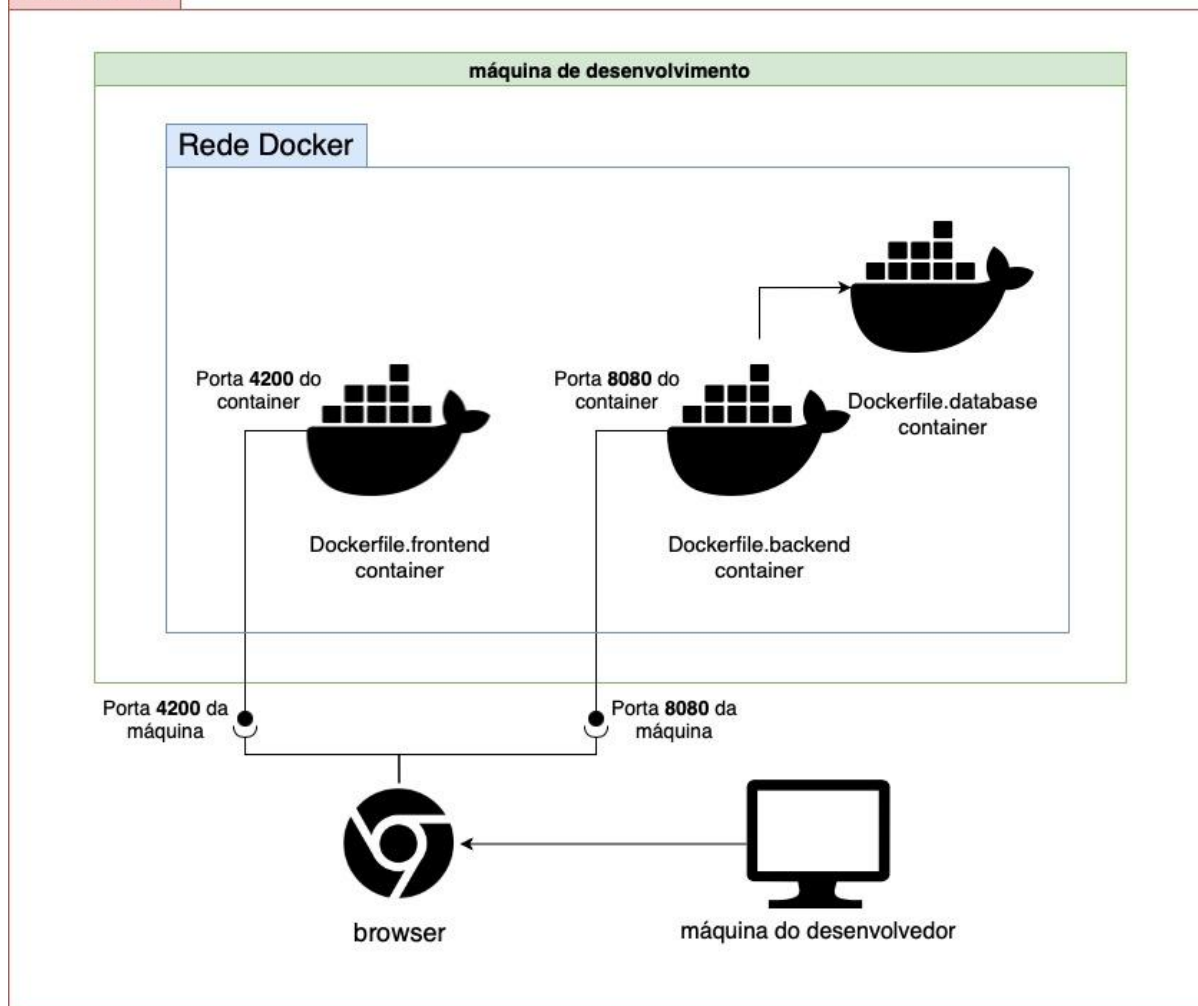 máquina de desenvolvimento
Rede Docker
Porta 4200 do
container
Porta 8080 do
container
Dockerfile.database
container
Dockerfile.frontend
container
Dockerfile.backend
container
Porta 4200 da
máquina
Porta 8080 da
máquina
browser
máquina do desenvolvedor